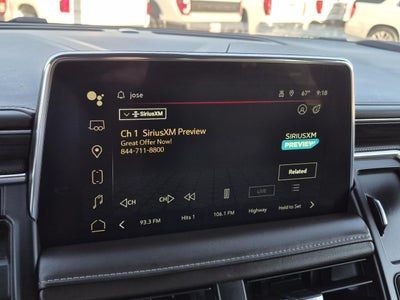 jose
67°
9:18
SiriusXM
Ch 1 SiriusXM Preview
Great Offer Now!
844-711-8800
SIRIUSXM
PREVIEW
Related
CH
CH
LIVE
93.3 FM
Hits 1
106.1 FM
Highway
Hold to Set